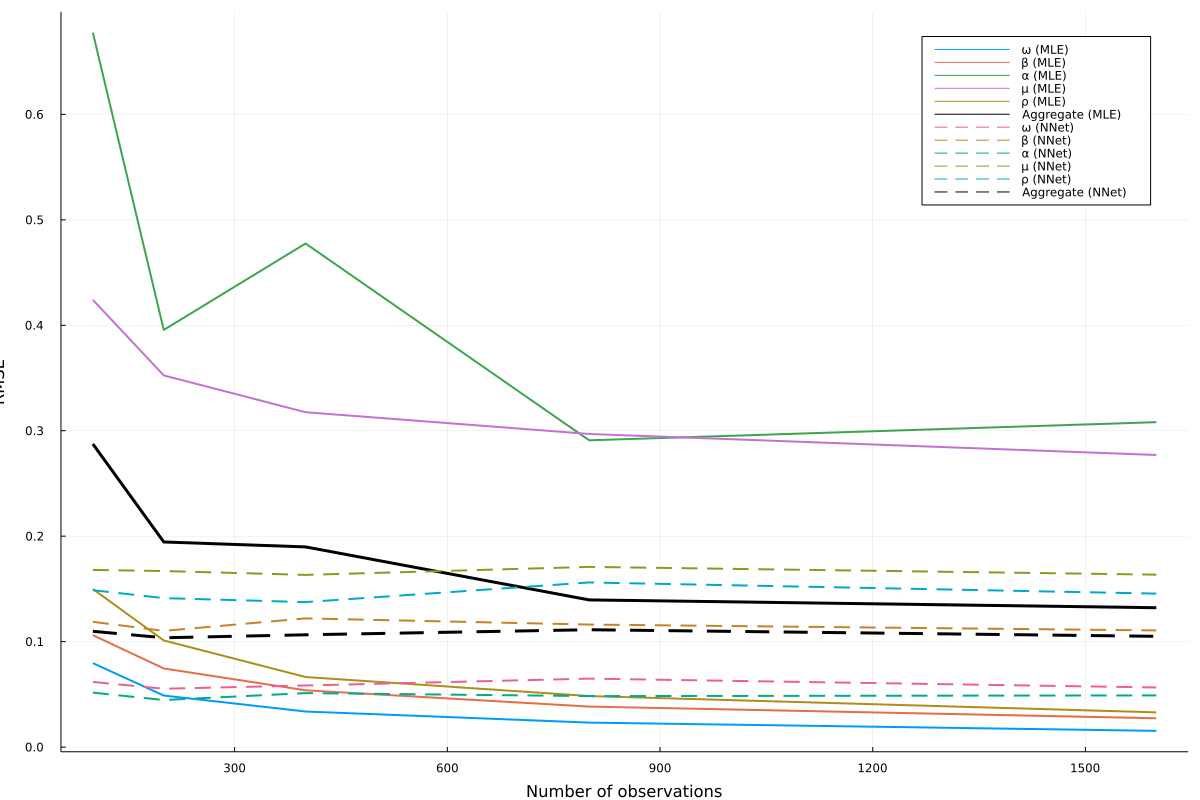 ω (MLE)
β (MLE)
α (MLE)
μ (MLE)
ρ (MLE)
Aggregate (MLE)
ω (NNet)
β (NNet)
α (NNet)
μ (NNet)
ρ (NNet)
Aggregate (NNet)
0.6
0.5
0.4
0.3
0.2
0.1
0.0
RMSE
300
600
900
1200
1500
Number of observations